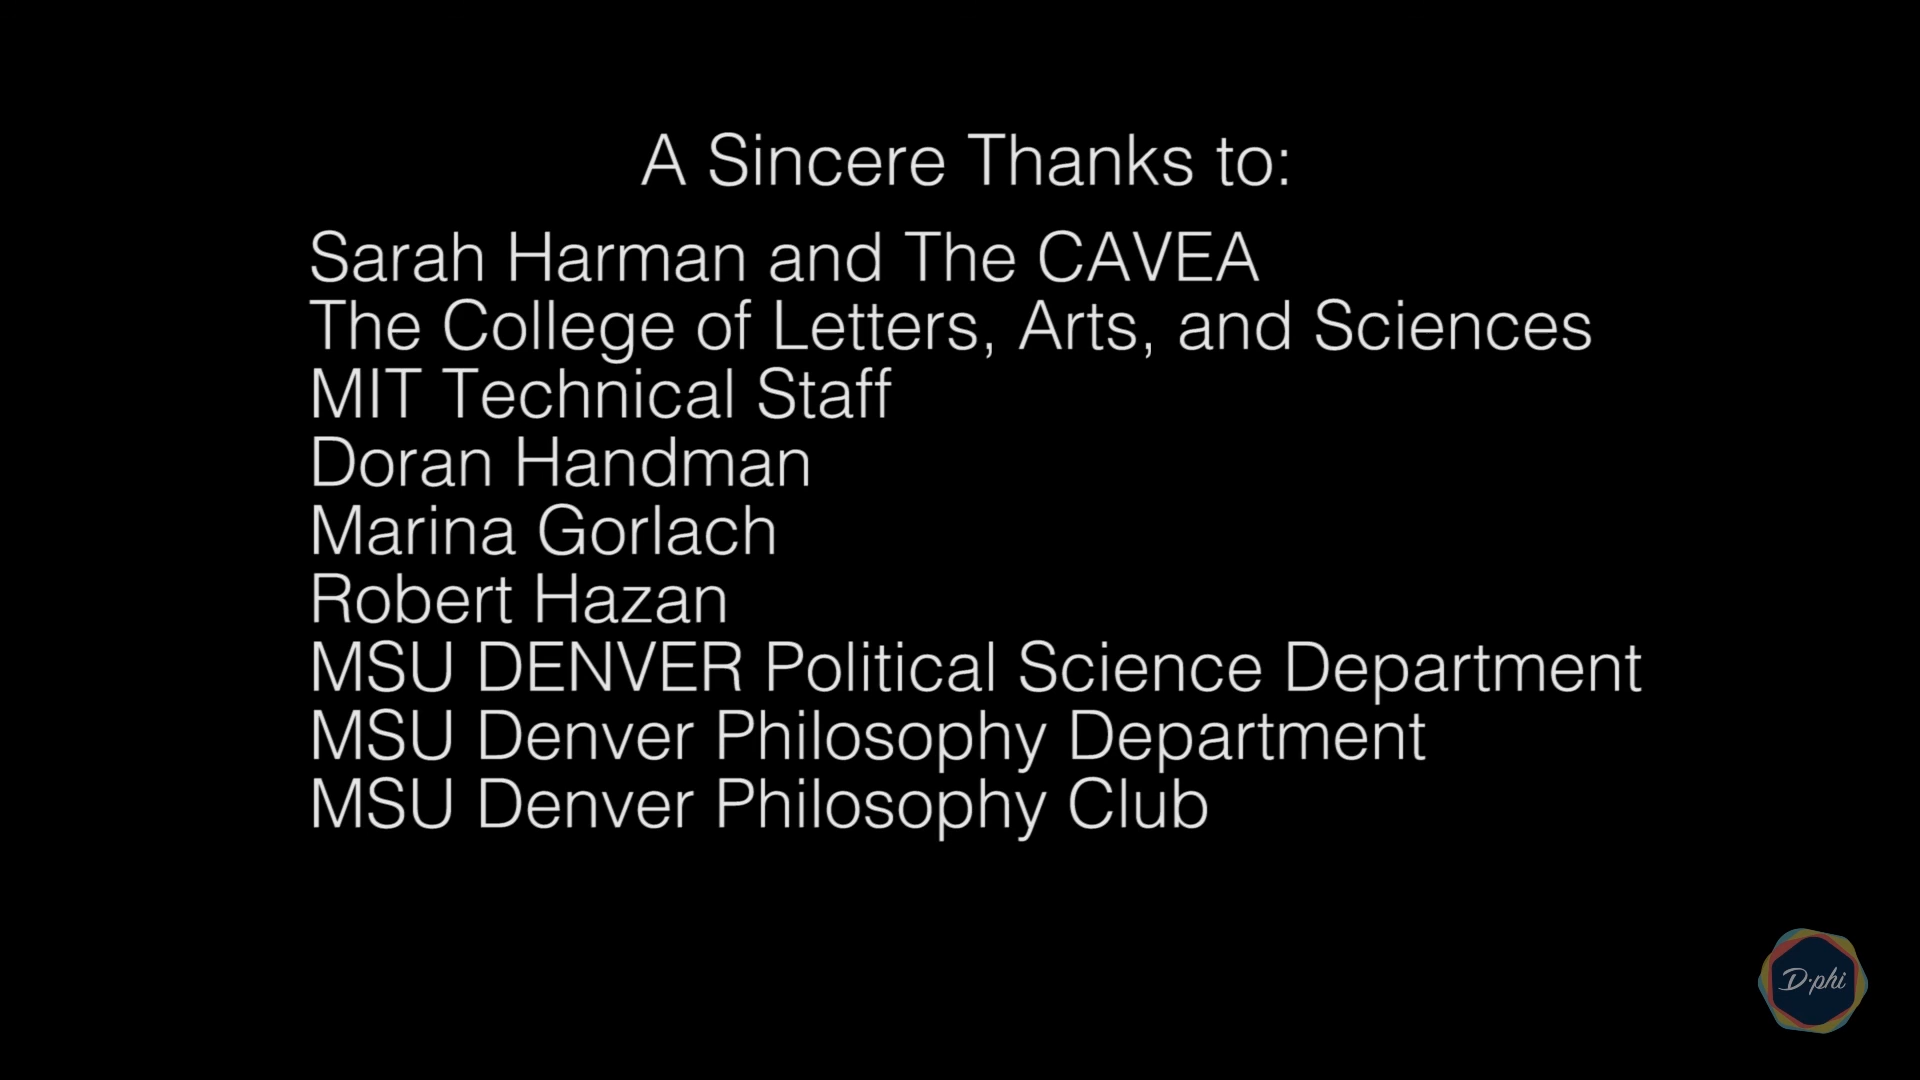 A Sincere Thanks to:
Sarah Harman and The CAVEA
The College of Letters, Arts, and Sciences
MIT Technical Staff
Doran Handman
Marina Gorlach
Robert Hazan
MSU DENVER Political Science Department
MSU Denver Philosophy Department
MSU Denver Philosophy Club
D·phi